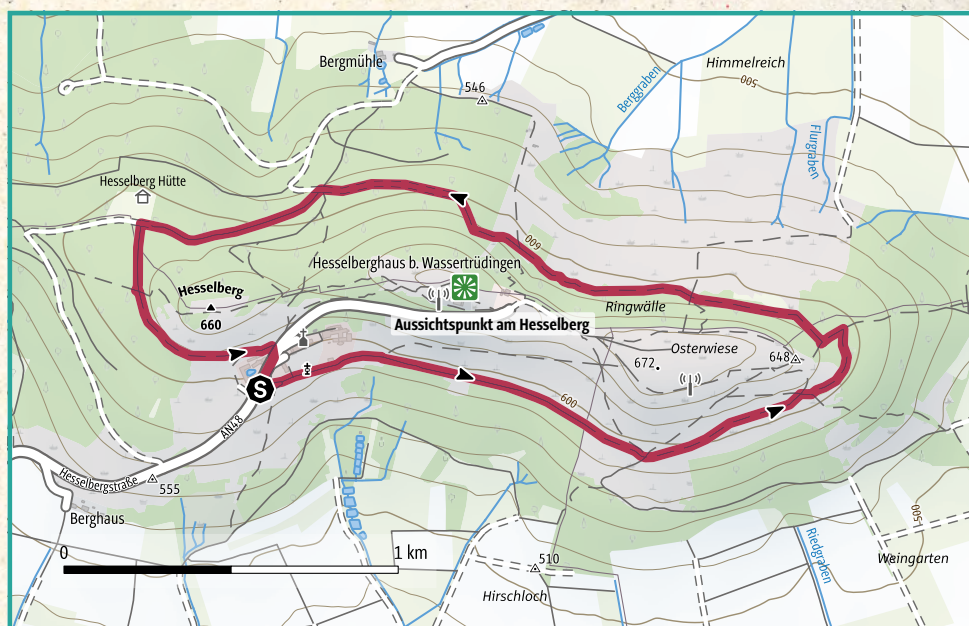 Bergmühle
Himmelreich
500
546
Berggraben
Flurgraben
Hesselberg Hütte
600
Hesselberghaus b. Wassertrüdingen
Hesselberg
660
Ringwälle
Aussichtspunkt am Hesselberg
Osterwiese
672
648
S
600
AN48
Hesselbergstraße
555
Berghaus
500
0
1 km
510
Riedgraben
Weingarten
Hirschloch